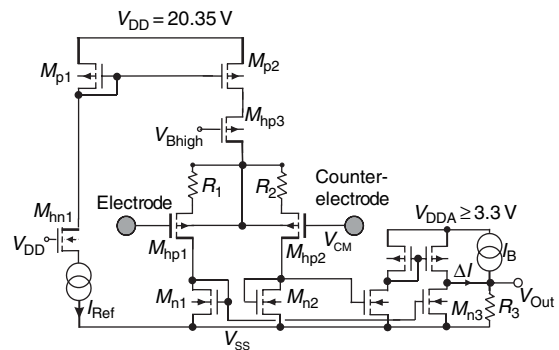 V_DD = 20.35 V
M_p1
M_p2
M_hp3
V_Bhigh
Electrode
R_1
R_2
Counter-
electrode
M_hn1
V_DD
M_hp1
M_hp2
V_CM
V_DDA ≥ 3.3 V
I_B
ΔI
I_Ref
M_n1
M_n2
M_n3
R_3
V_Out
V_SS